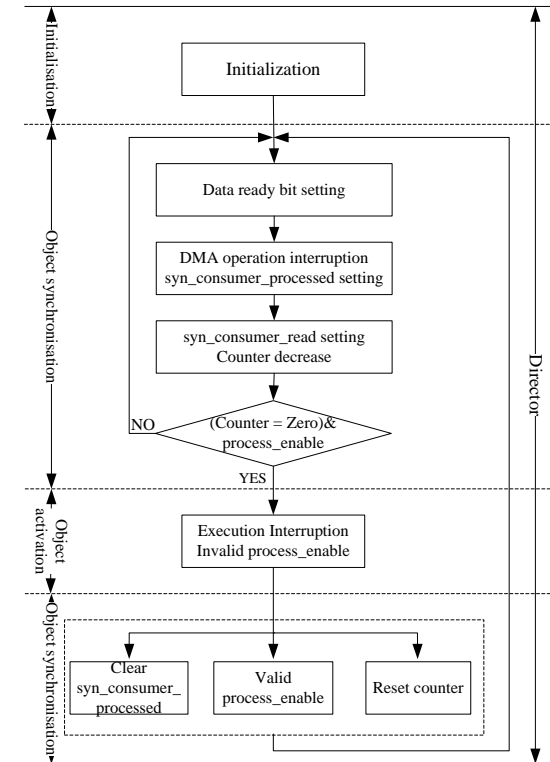 Initialisation
Initialization
Object synchronisation
Data ready bit setting
DMA operation interruption
syn_consumer_processed setting
syn_consumer_read setting
Counter decrease
Director
(Counter = Zero)&
process_enable
NO
YES
Object
activation
Execution Interruption
Invalid process_enable
Object synchronisation
Clear
syn_consumer_
processed
Valid
process_enable
Reset counter